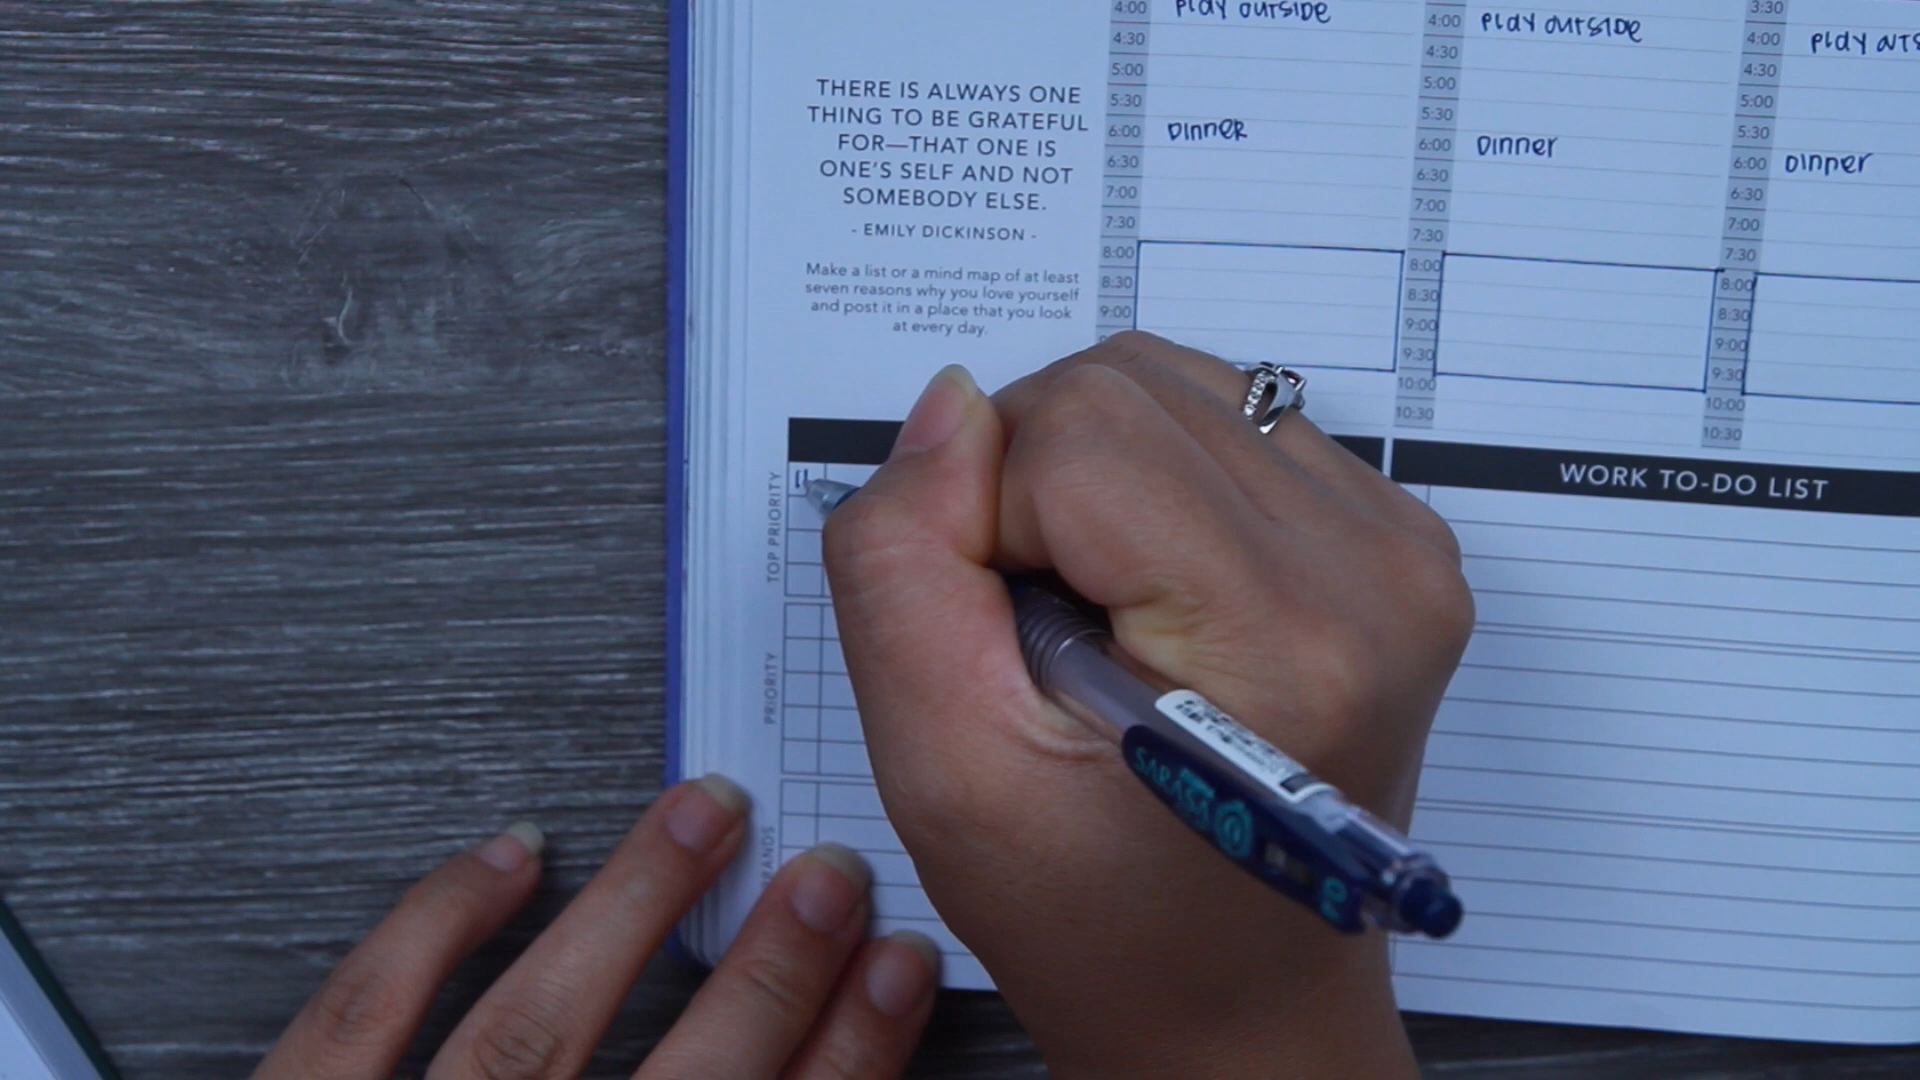 4:00 PLAY OUTSIDE
4:30
5:00
5:30
6:00 DINNER
6:30
7:00
7:30
8:00
8:30
9:00
4:00 PLAY OUTSIDE
4:30
5:00
5:30
6:00 DINNER
6:30
7:00
7:30
8:00
8:30
9:00
9:30
10:00
10:30
3:30
4:00 PLAY
4:30
5:00
5:30
6:00 DINNER
6:30
7:00
7:30
8:00
8:30
9:00
9:30
10:00
10:30
THERE IS ALWAYS ONE
THING TO BE GRATEFUL
FOR—THAT ONE IS
ONE'S SELF AND NOT
SOMEBODY ELSE.
- EMILY DICKINSON -
Make a list or a mind map of at least
seven reasons why you love yourself
and post it in a place that you look
at every day.
WORK TO-DO LIST
TOP PRIORITY
PRIORITY
SARASA